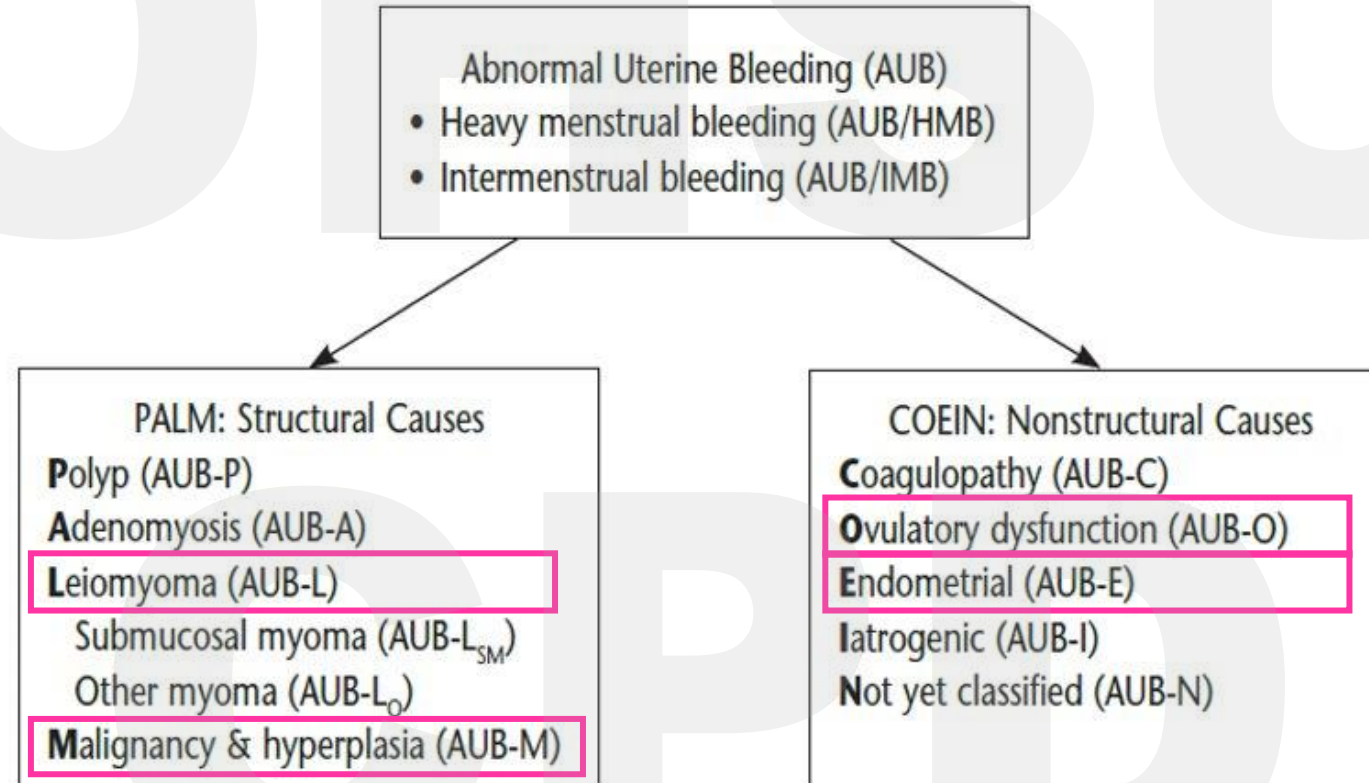 Abnormal Uterine Bleeding (AUB)
• Heavy menstrual bleeding (AUB/HMB)
• Intermenstrual bleeding (AUB/IMB)
PALM: Structural Causes
Polyp (AUB-P)
Adenomyosis (AUB-A)
Leiomyoma (AUB-L)
Submucosal myoma (AUB-LSM)
Other myoma (AUB-LO)
Malignancy & hyperplasia (AUB-M)
COEIN: Nonstructural Causes
Coagulopathy (AUB-C)
Ovulatory dysfunction (AUB-O)
Endometrial (AUB-E)
Iatrogenic (AUB-I)
Not yet classified (AUB-N)
OHSU
CPD